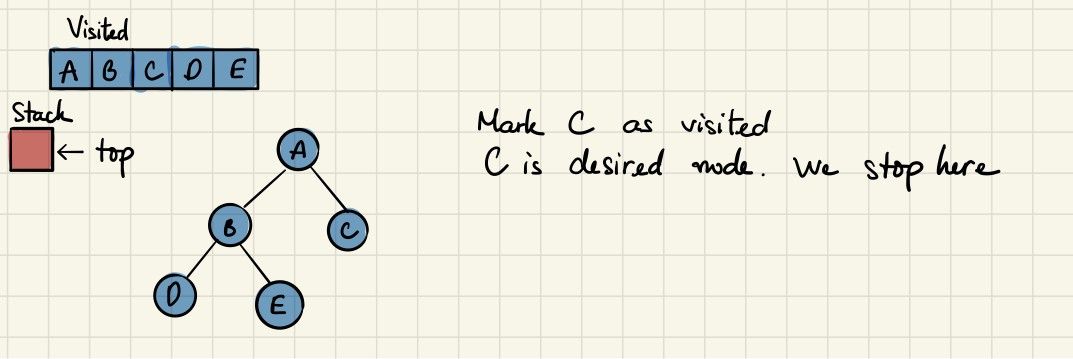 Visited
A B C D E
Stack
← top
A
B
C
D
E
Mark C as visited
C is desired node. We stop here